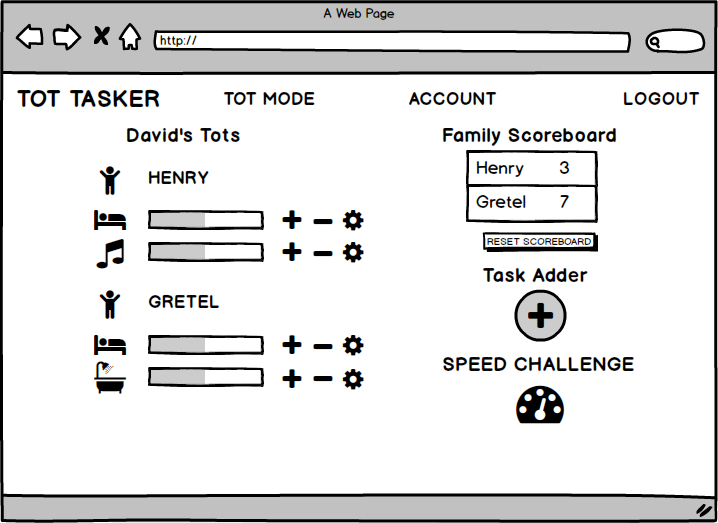 A Web Page
http://
TOT TASKER TOT MODE ACCOUNT LOGOUT
David's Tots
HENRY
GRETEL
Family Scoreboard
Henry 3
Gretel 7
RESET SCOREBOARD
Task Adder
SPEED CHALLENGE